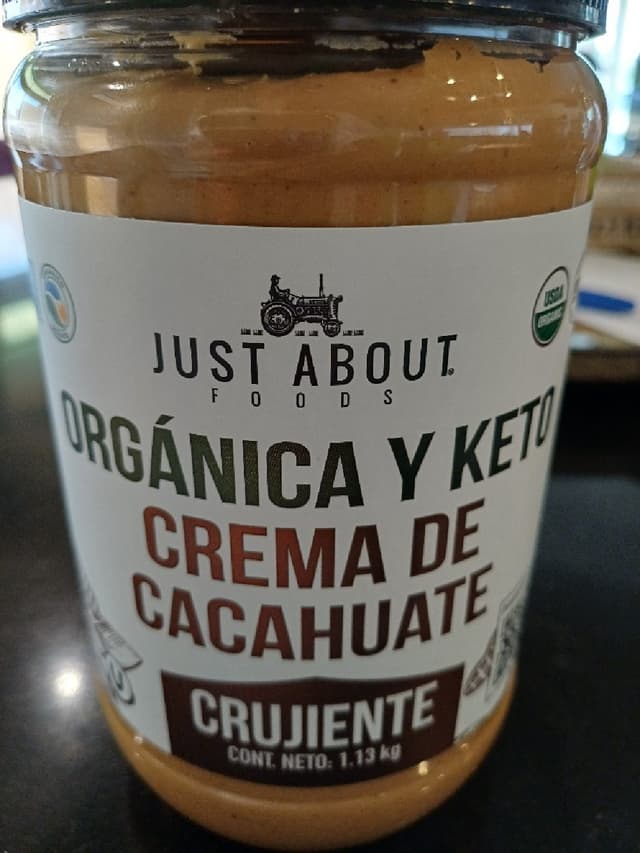 USDA
ORGANIC
JUST ABOUT
FOODS
ORGÁNICA Y KETO
CREMA DE
CACAHUATE
CRUJIENTE
CONT. NETO: 1.13 kg